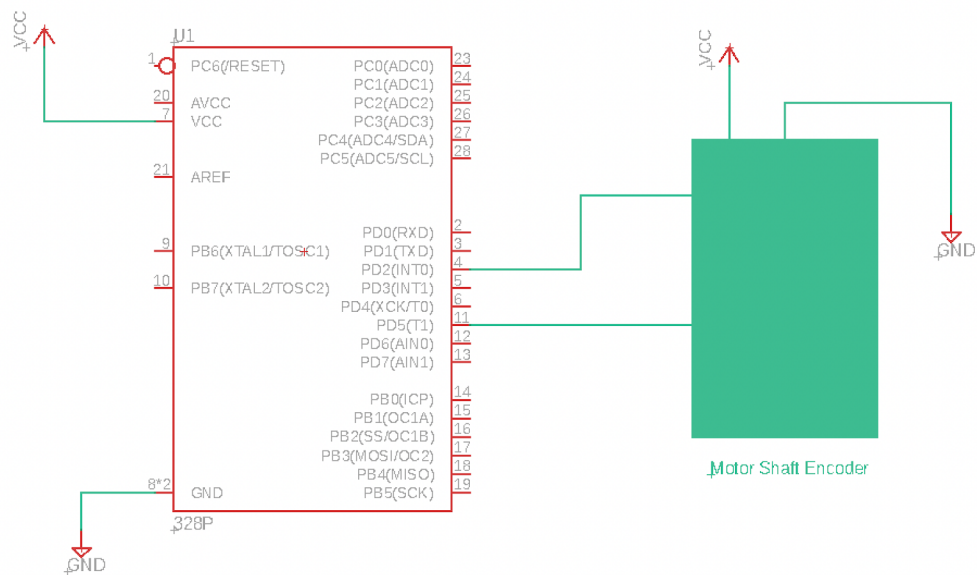 VCC
U1
1
PC6(/RESET)
20
AVCC
7
VCC
21
AREF
9
PB6(XTAL1/TOSC1)
10
PB7(XTAL2/TOSC2)
8*2
GND
GND
328P
PC0(ADC0)
23
PC1(ADC1)
24
PC2(ADC2)
25
PC3(ADC3)
26
PC4(ADC4/SDA)
27
PC5(ADC5/SCL)
28
PD0(RXD)
2
PD1(TXD)
3
PD2(INT0)
4
PD3(INT1)
5
PD4(XCK/T0)
6
PD5(T1)
11
PD6(AIN0)
12
PD7(AIN1)
13
PB0(ICP)
14
PB1(OC1A)
15
PB2(SS/OC1B)
16
PB3(MOSI/OC2)
17
PB4(MISO)
18
PB5(SCK)
19
VCC
GND
Motor Shaft Encoder